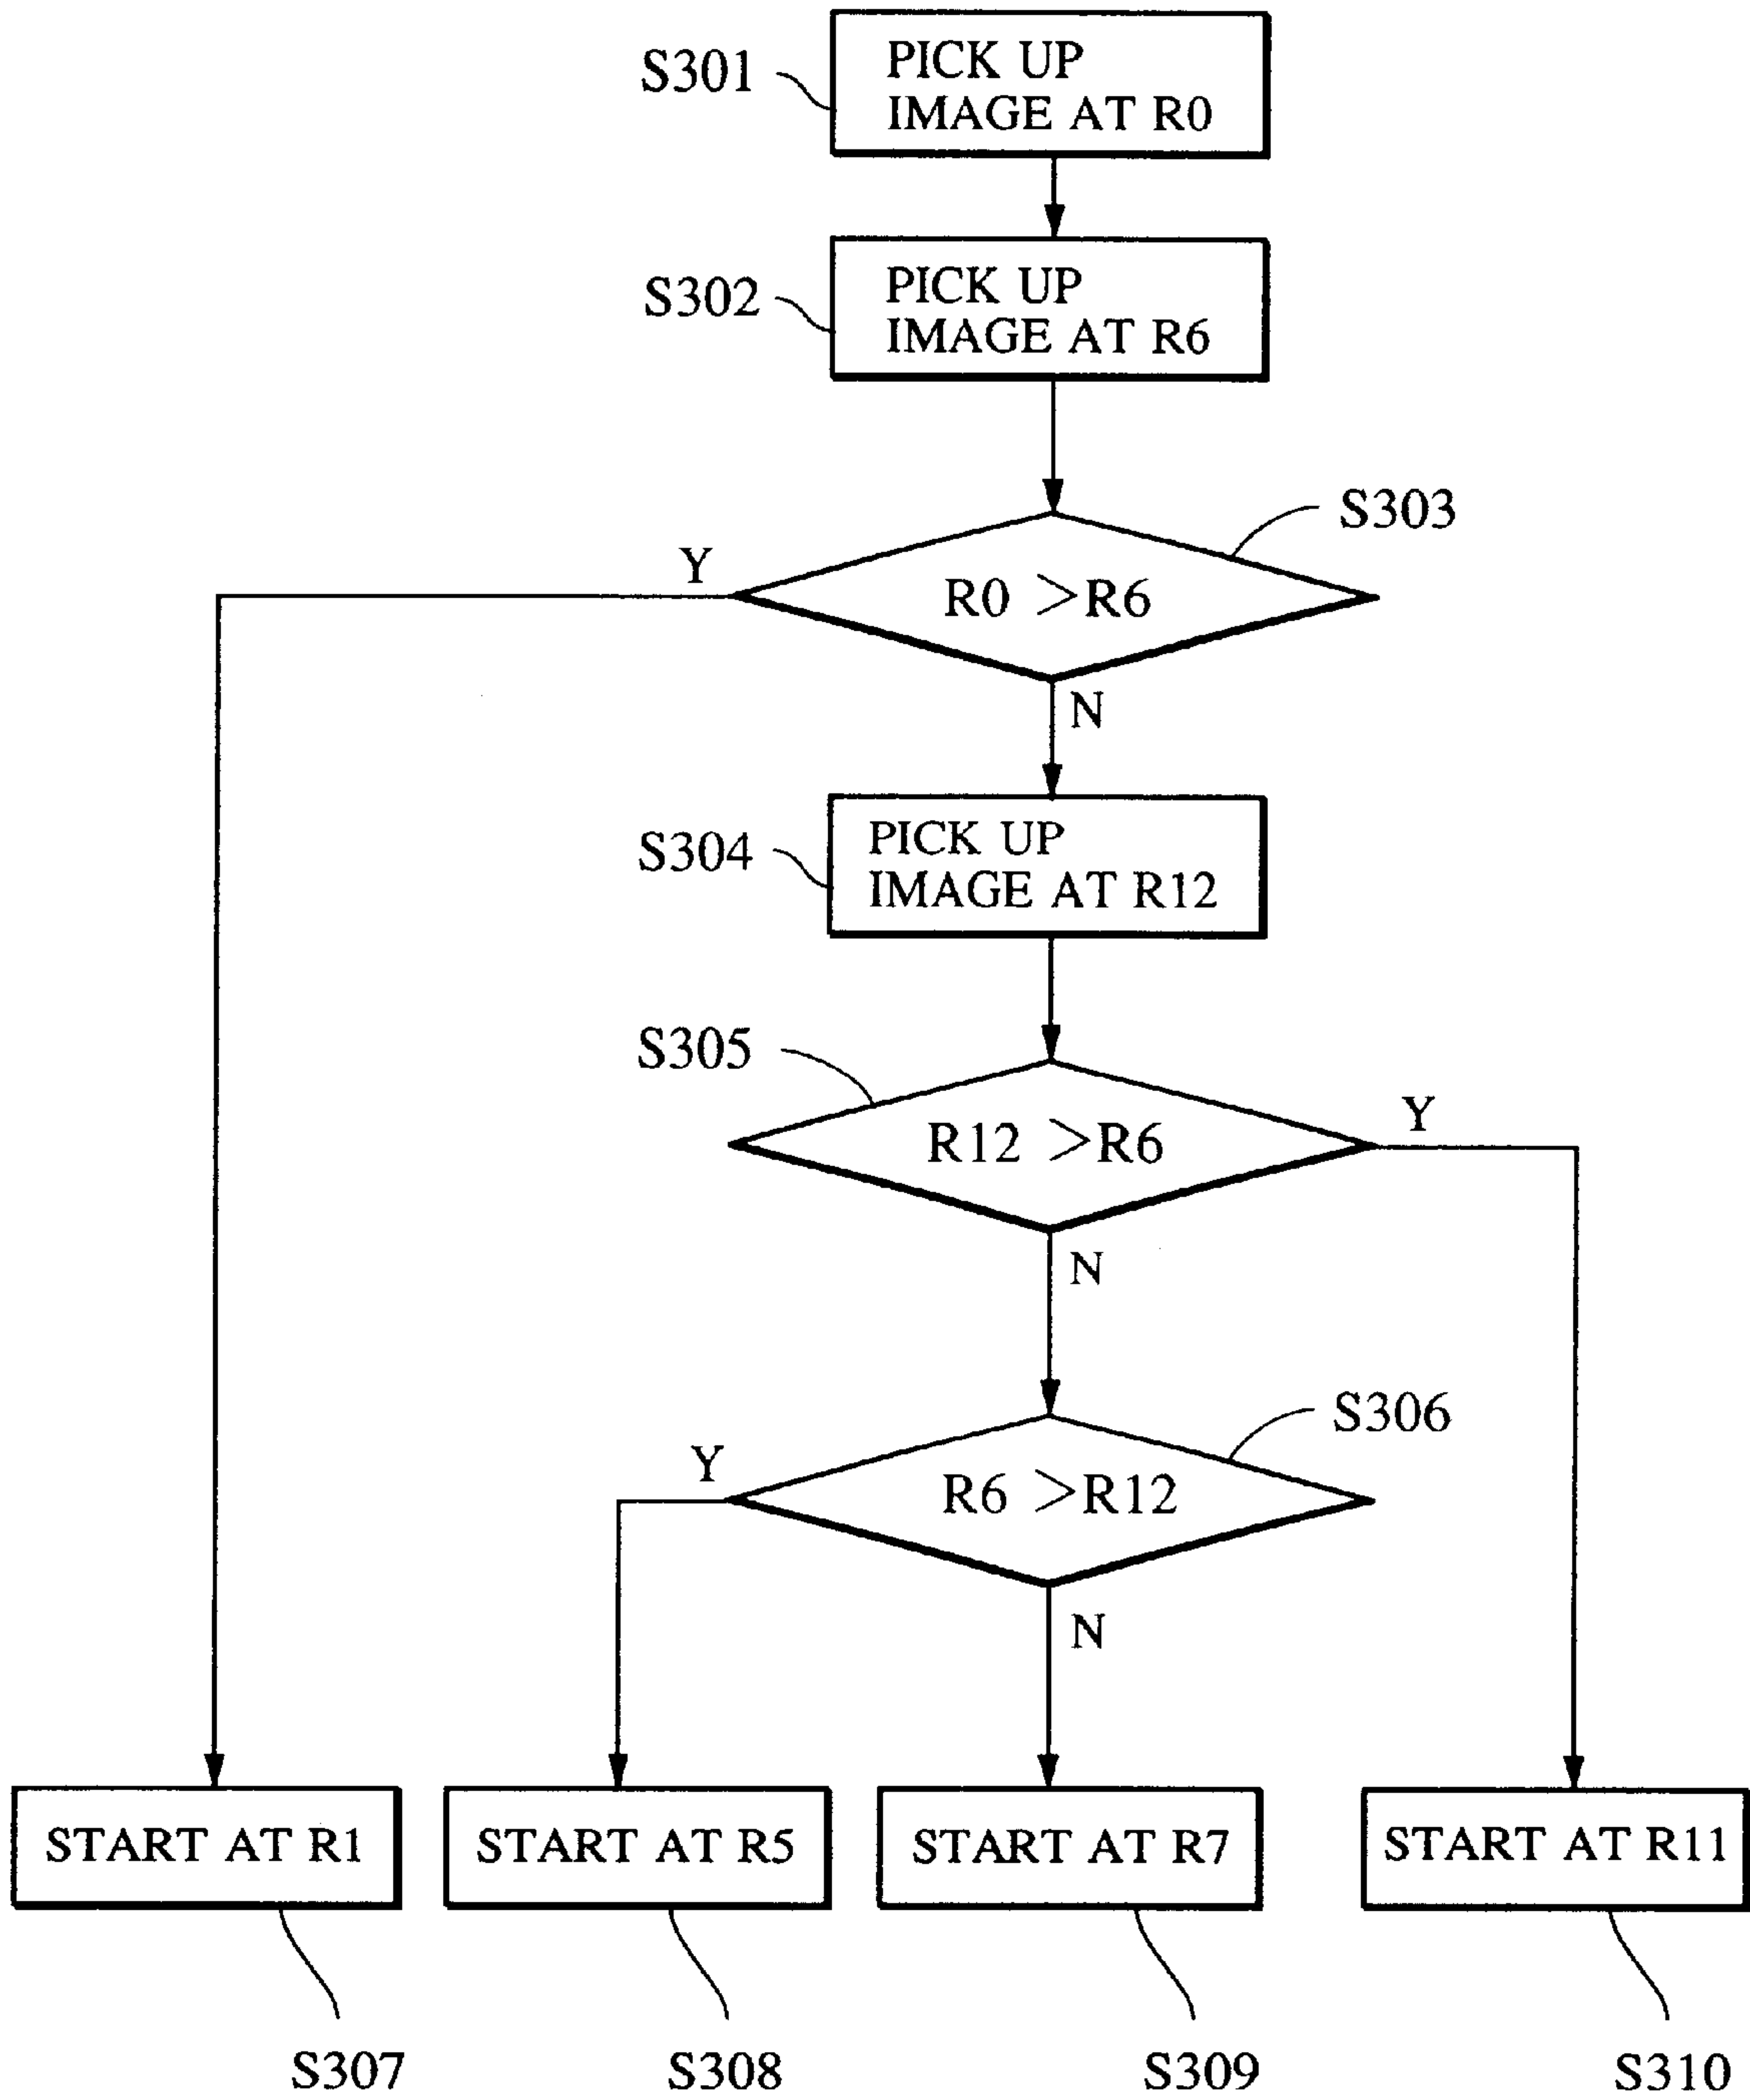 S301
PICK UP
IMAGE AT R0
S302
PICK UP
IMAGE AT R6
S303
Y
R0 >R6
N
S304
PICK UP
IMAGE AT R12
S305
R12 >R6
Y
N
S306
Y
R6 >R12
N
START AT R1
START AT R5
START AT R7
START AT R11
S307
S308
S309
S310